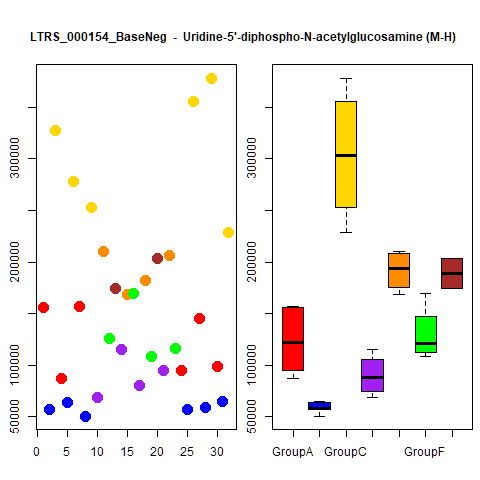 LTRS_000154_BaseNeg - Uridine-5'-diphospho-N-acetylglucosamine (M-H)
300000
200000
100000
50000
0 5 10 15 20 25 30
300000
200000
100000
50000
GroupA GroupC GroupF